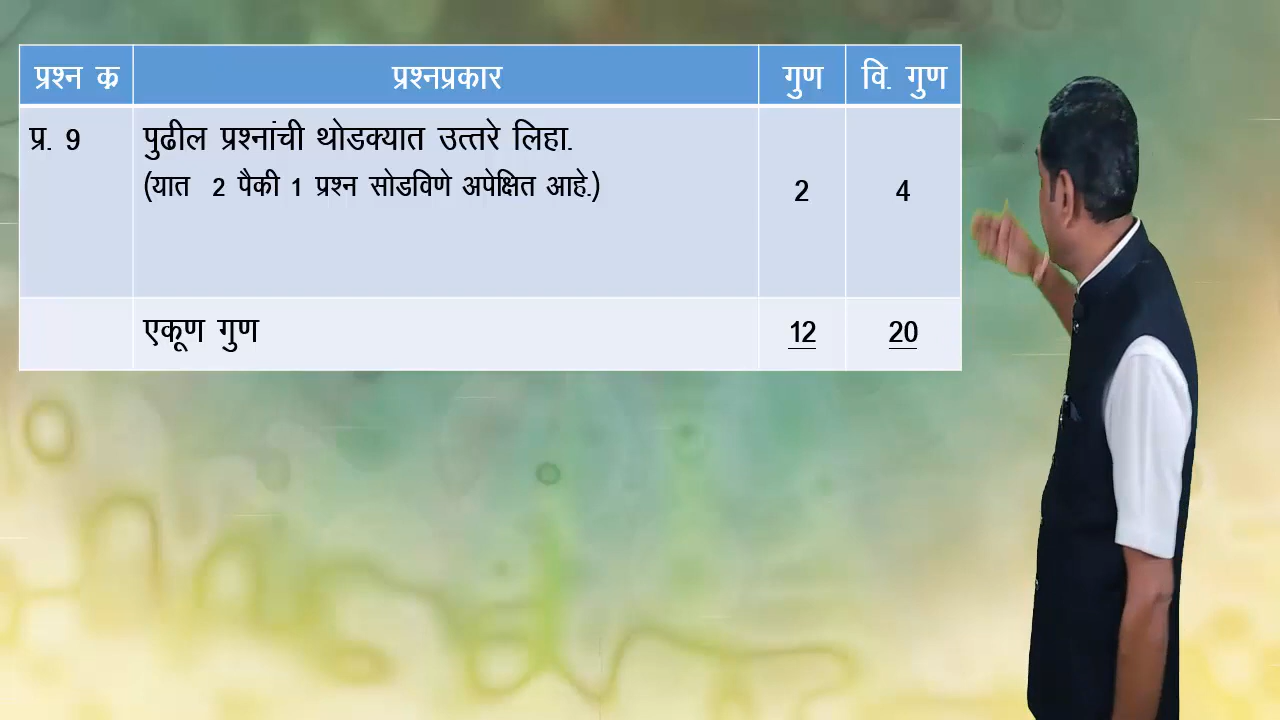 प्रश्न क्र प्रश्नप्रकार गुण वि. गुण
प्र. 9 पुढील प्रश्नांची थोडक्यात उत्तरे लिहा.
(यात 2 पैकी 1 प्रश्न सोडविणे अपेक्षित आहे.) 2 4
एकूण गुण 12 20